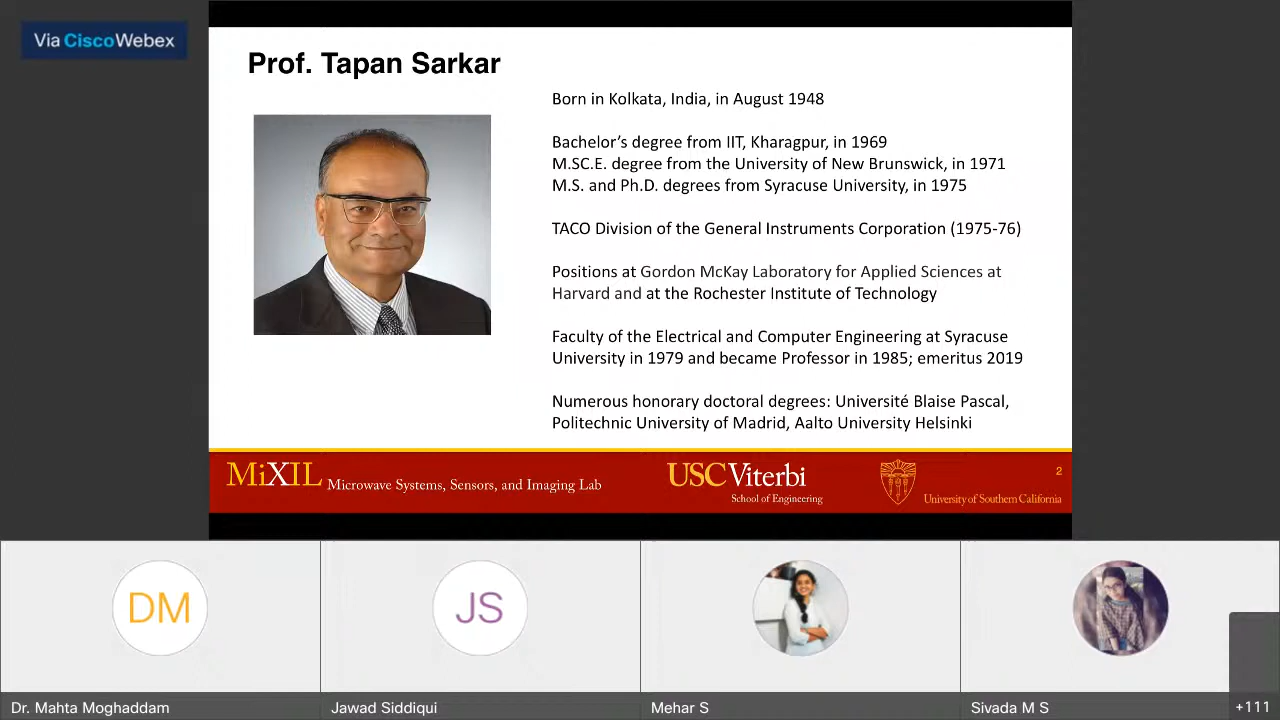 Via CiscoWebex
Prof. Tapan Sarkar
Born in Kolkata, India, in August 1948
Bachelor’s degree from IIT, Kharagpur, in 1969
M.SC.E. degree from the University of New Brunswick, in 1971
M.S. and Ph.D. degrees from Syracuse University, in 1975
TACO Division of the General Instruments Corporation (1975-76)
Positions at Gordon McKay Laboratory for Applied Sciences at
Harvard and at the Rochester Institute of Technology
Faculty of the Electrical and Computer Engineering at Syracuse
University in 1979 and became Professor in 1985; emeritus 2019
Numerous honorary doctoral degrees: Université Blaise Pascal,
Politechnic University of Madrid, Aalto University Helsinki
MiXIL Microwave Systems, Sensors, and Imaging Lab
USC Viterbi
School of Engineering
University of Southern California
2
DM
JS
Dr. Mahta Moghaddam
Jawad Siddiqui
Mehar S
Sivada M S
+111